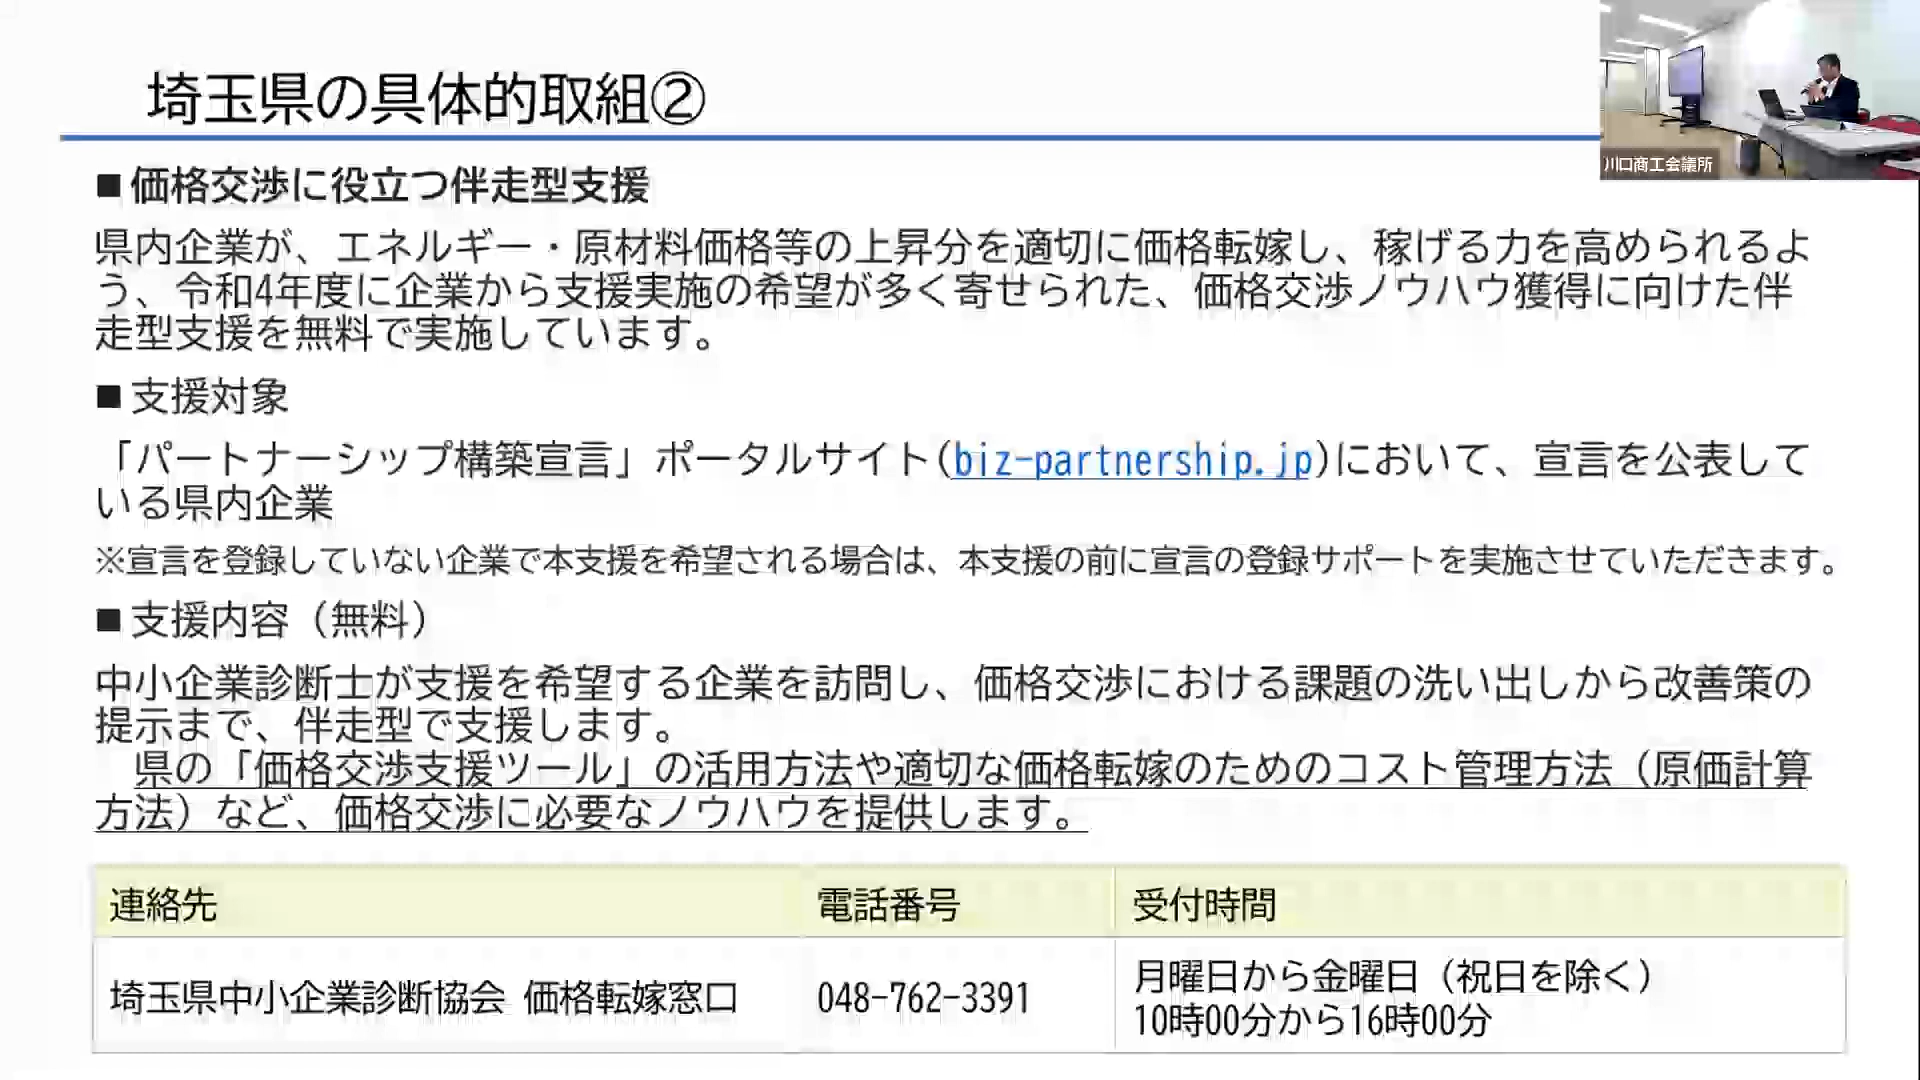 埼玉県の具体的取組②
川口商工会議所
■価格交渉に役立つ伴走型支援
県内企業が、エネルギー・原材料価格等の上昇分を適切に価格転嫁し、稼げる力を高められるよ
う、令和4年度に企業から支援実施の希望が多く寄せられた、価格交渉ノウハウ獲得に向けた伴
走型支援を無料で実施しています。
■支援対象
「パートナーシップ構築宣言」ポータルサイト(biz-partnership.jp)において、宣言を公表して
いる県内企業
※宣言を登録していない企業で本支援を希望される場合は、本支援の前に宣言の登録サポートを実施させていただきます。
■支援内容（無料）
中小企業診断士が支援を希望する企業を訪問し、価格交渉における課題の洗い出しから改善策の
提示まで、伴走型で支援します。
県の「価格交渉支援ツール」の活用方法や適切な価格転嫁のためのコスト管理方法（原価計算
方法）など、価格交渉に必要なノウハウを提供します。
連絡先 電話番号 受付時間
埼玉県中小企業診断協会 価格転嫁窓口 048-762-3391 月曜日から金曜日（祝日を除く）
10時00分から16時00分